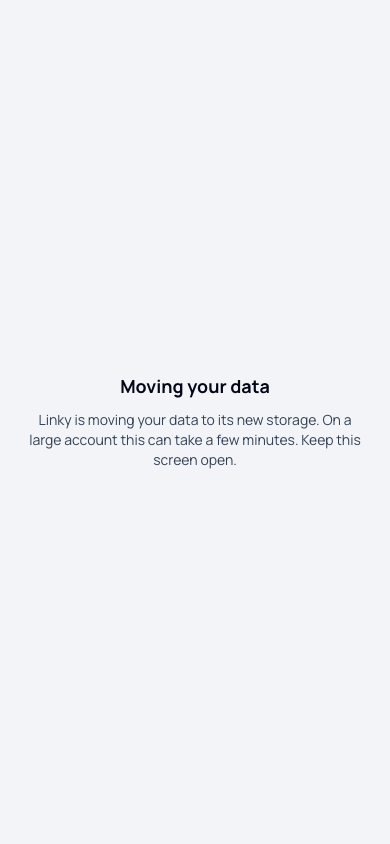 Moving your data
Linky is moving your data to its new storage. On a
large account this can take a few minutes. Keep this
screen open.